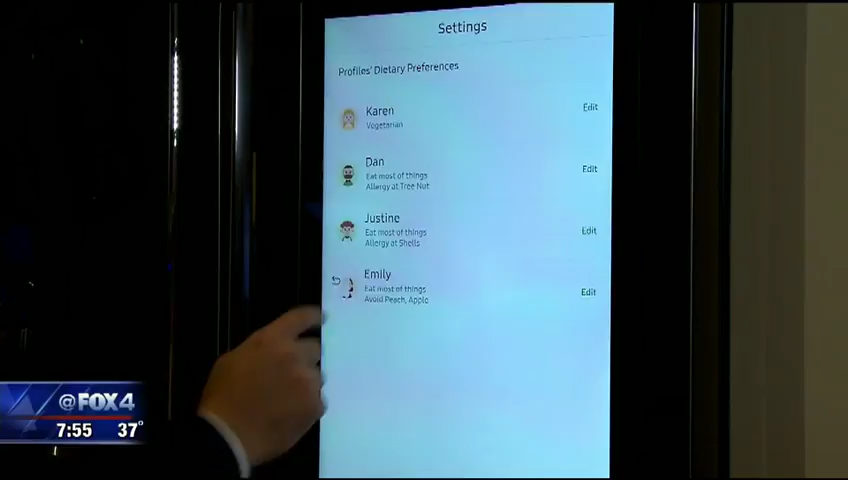 Settings
Profiles' Dietary Preferences
Karen
Vegetarian
Edit
Dan
Eat most of things
Allergy at Tree Nut
Edit
Justine
Eat most of things
Allergy at Shells
Edit
Emily
Eat most of things
Avoid Peach, Apple
Edit
@FOX4
7:55 37°